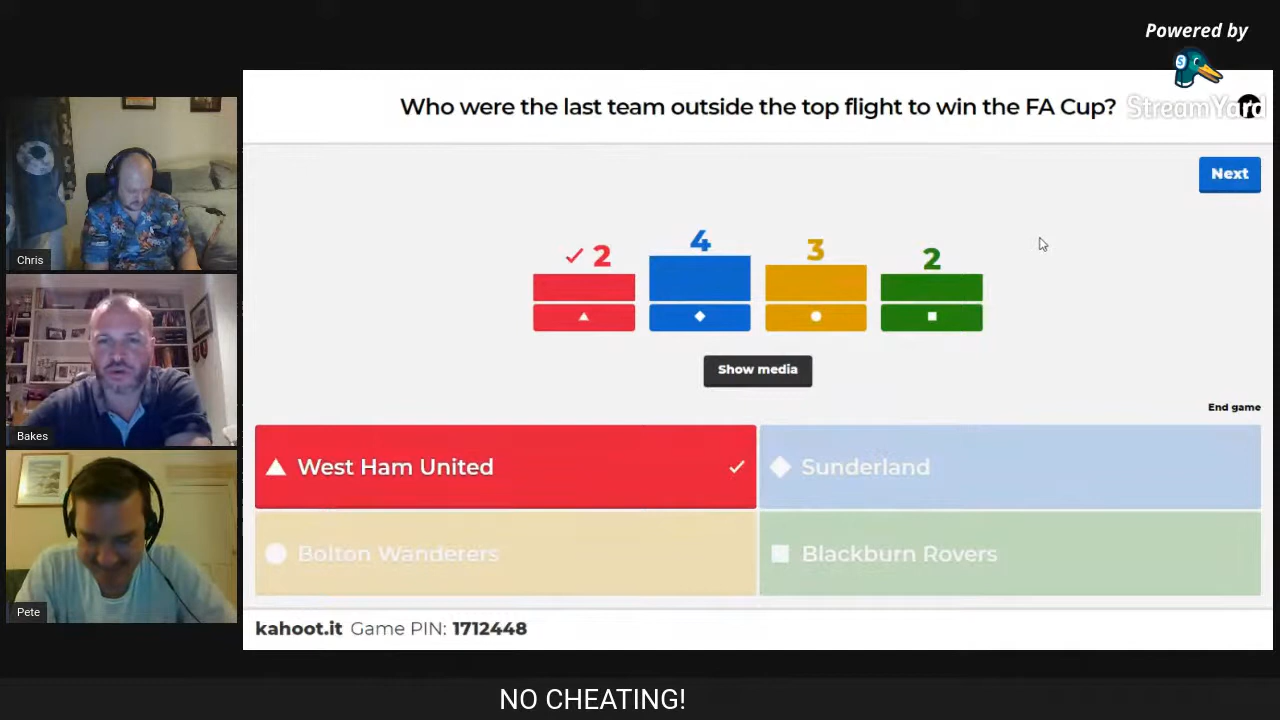 Powered by
StreamYard
Who were the last team outside the top flight to win the FA Cup?
Next
2
4
3
2
Show media
End game
West Ham United
Sunderland
Bolton Wanderers
Blackburn Rovers
kahoot.it Game PIN: 1712448
Chris
Bakes
Pete
NO CHEATING!